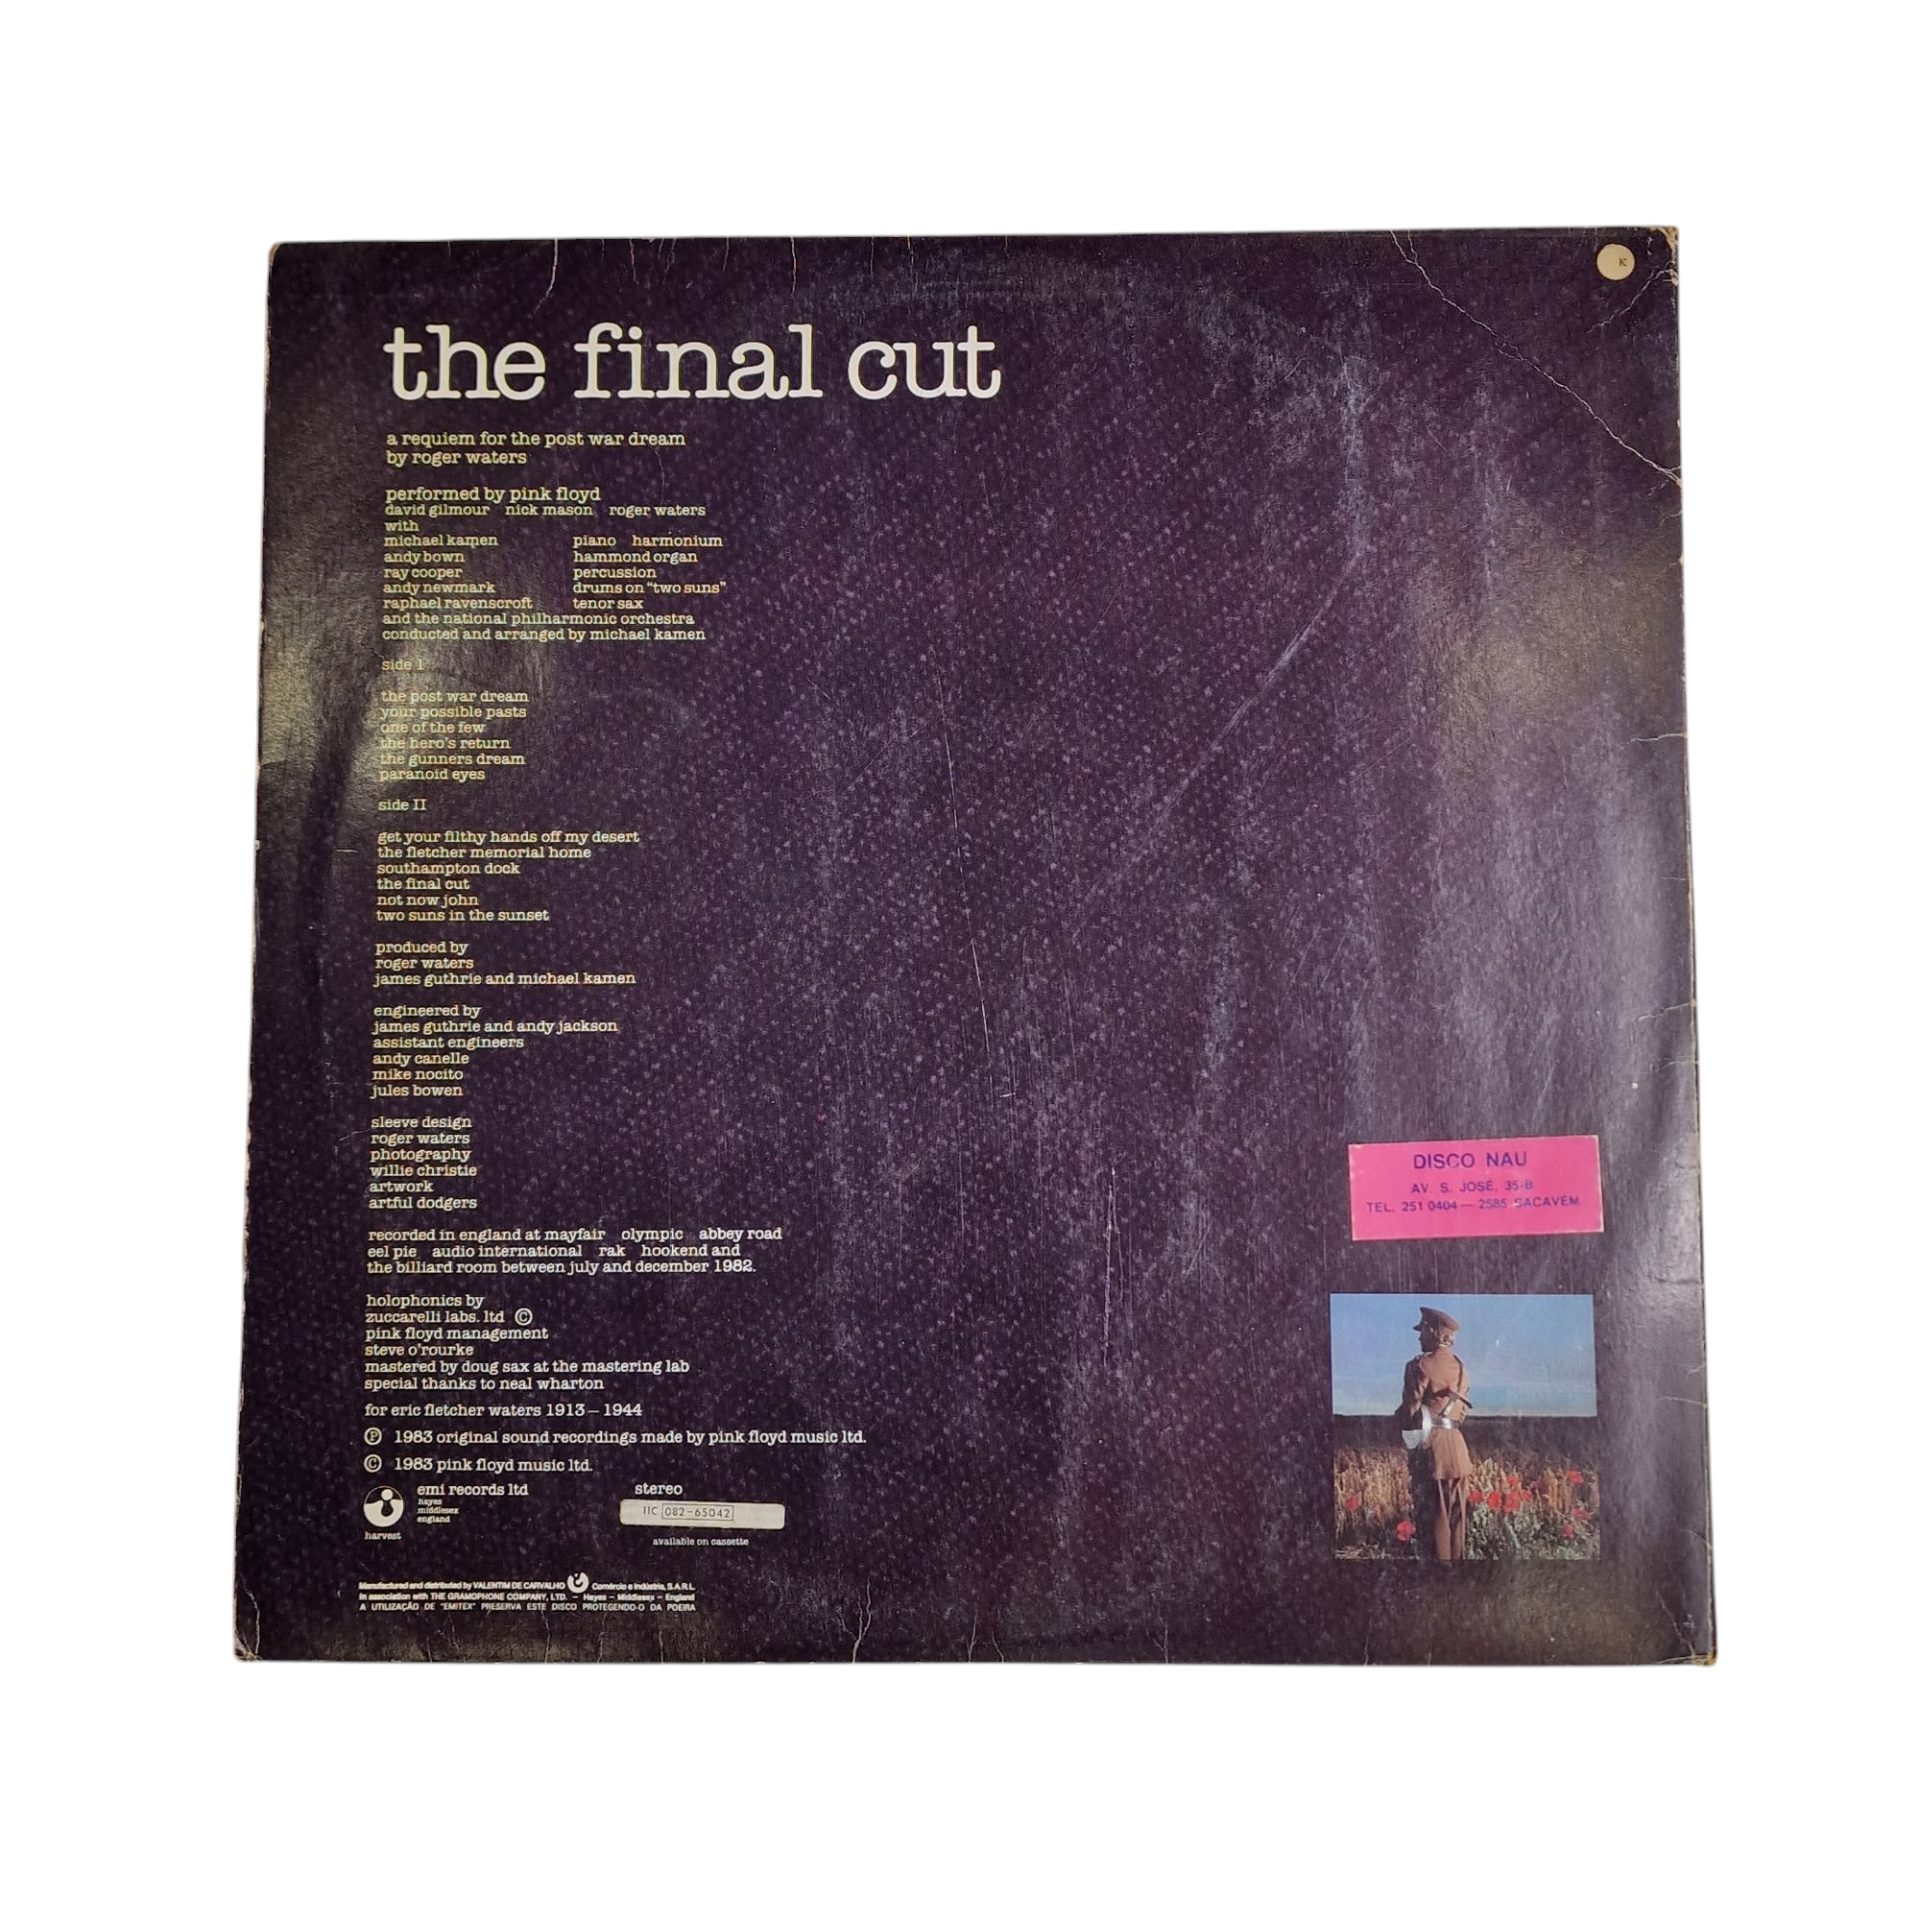 K
the final cut
a requiem for the post war dream
by roger waters
performed by pink floyd
david gilmour nick mason roger waters
with
michael kamen piano harmonium
andy bown hammond organ
ray cooper percussion
andy newmark drums on "two suns"
raphael ravenscroft tenor sax
and the national philharmonic orchestra
conducted and arranged by michael kamen
side I
the post war dream
your possible pasts
one of the few
the hero's return
the gunners dream
paranoid eyes
side II
get your filthy hands off my desert
the fletcher memorial home
southampton dock
the final cut
not now john
two suns in the sunset
produced by
roger waters
james guthrie and michael kamen
engineered by
james guthrie and andy jackson
assistant engineers
andy canelle
mike nocito
jules bowen
sleeve design
roger waters
photography
willie christie
artwork
artful dodgers
recorded in england at mayfair olympic abbey road
eel pie audio international rak hookend and
the billiard room between july and december 1982.
holophonics by
zuccarelli labs. ltd ©
pink floyd management
steve o'rourke
mastered by doug sax at the mastering lab
special thanks to neal wharton
for eric fletcher waters 1913 – 1944
℗ 1983 original sound recordings made by pink floyd music ltd.
© 1983 pink floyd music ltd.
emi records ltd
hayes
middlesex
england
harvest
stereo
11C 082-65042
available on cassette
Manufactured and distributed by VALENTIM DE CARVALHO Comércio e Indústria, S.A.R.L.
In association with THE GRAMOPHONE COMPANY, LTD. – Hayes – Middlesex – England
A UTILIZAÇÃO DE "EMITEX" PRESERVA ESTE DISCO PROTEGENDO-O DA POEIRA
DISCO NAU
AV. S. JOSÉ, 35-B
TEL. 251 0404 — 2685 SACAVÉM